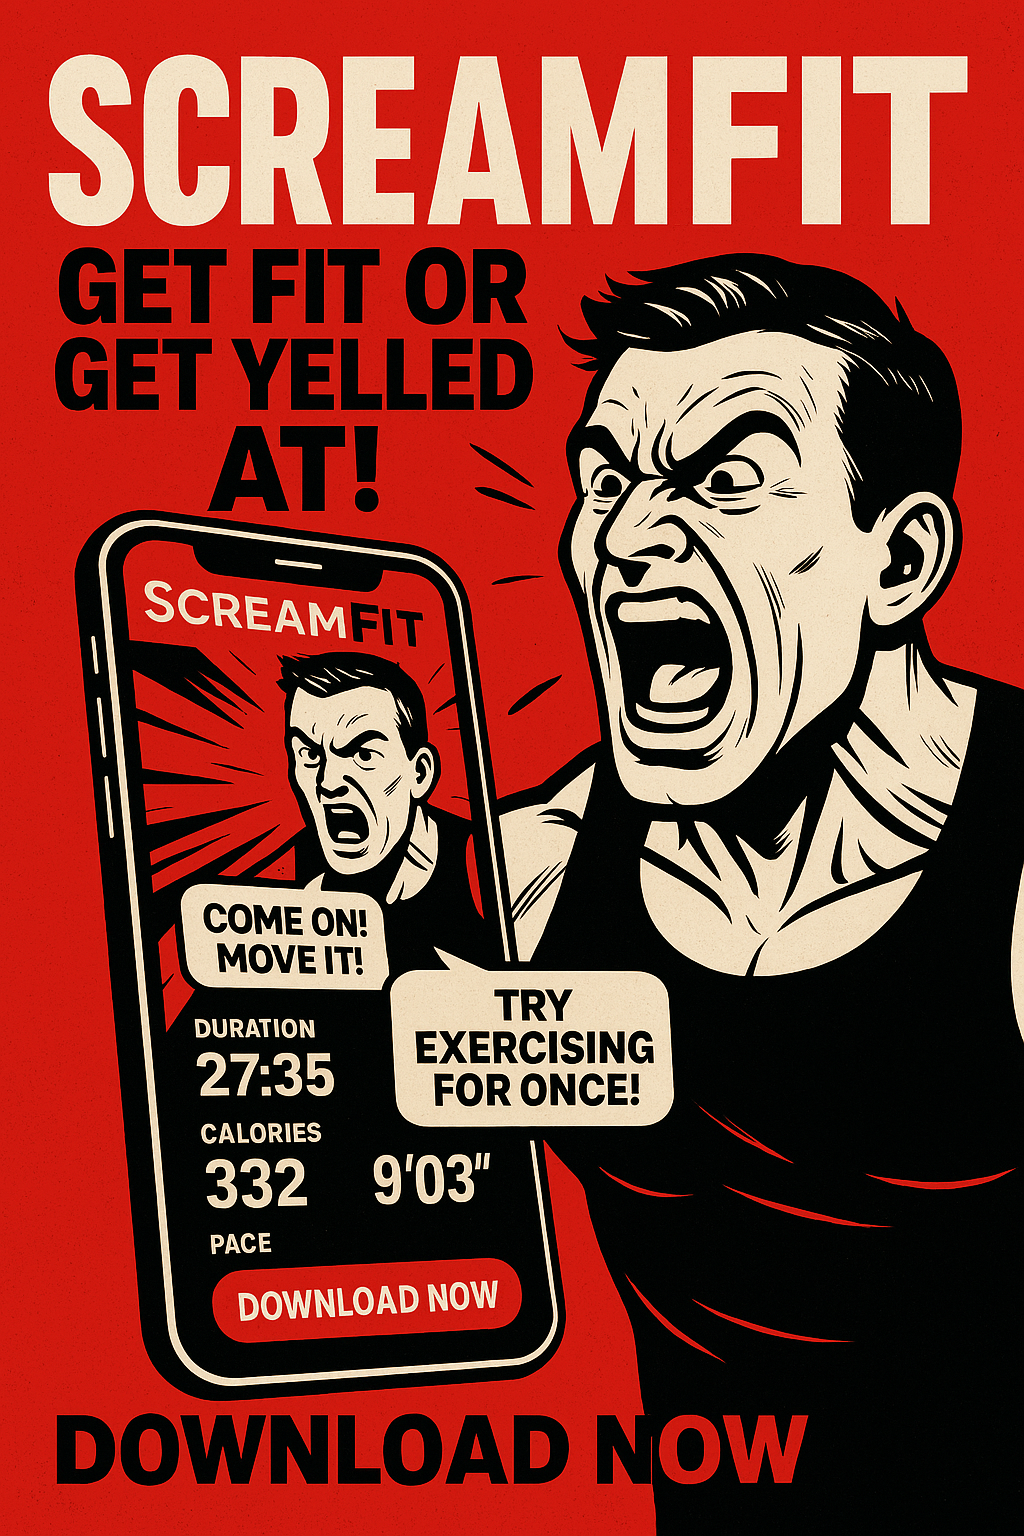 SCREAMFIT
GET FIT OR
GET YELLED
AT!
SCREAMFIT
COME ON!
MOVE IT!
TRY
EXERCISING
FOR ONCE!
DURATION
27:35
CALORIES
332
9'03"
PACE
DOWNLOAD NOW
DOWNLOAD NOW